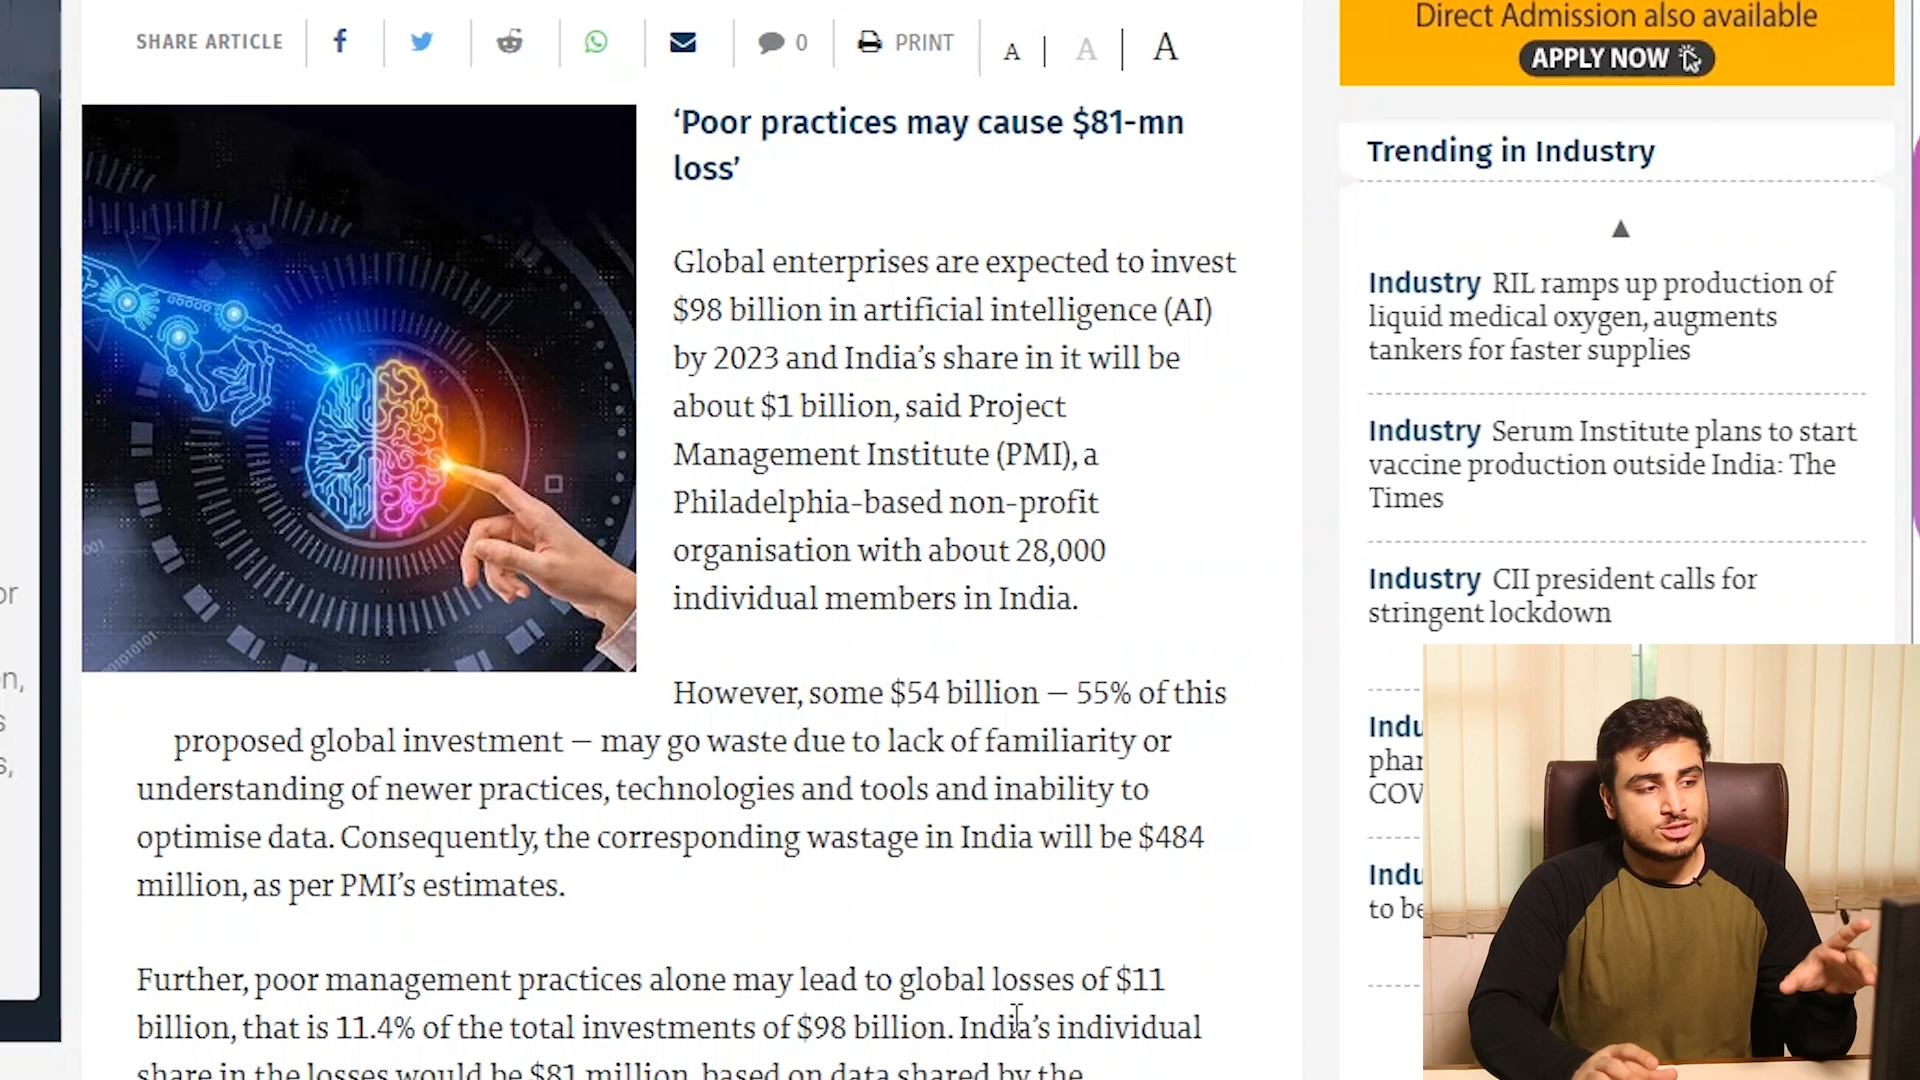 SHARE ARTICLE
0
PRINT
A
A
A
Direct Admission also available
APPLY NOW
‘Poor practices may cause $81-mn
loss’
Global enterprises are expected to invest
$98 billion in artificial intelligence (AI)
by 2023 and India’s share in it will be
about $1 billion, said Project
Management Institute (PMI), a
Philadelphia-based non-profit
organisation with about 28,000
individual members in India.
However, some $54 billion — 55% of this
proposed global investment — may go waste due to lack of familiarity or
understanding of newer practices, technologies and tools and inability to
optimise data. Consequently, the corresponding wastage in India will be $484
million, as per PMI’s estimates.
Further, poor management practices alone may lead to global losses of $11
billion, that is 11.4% of the total investments of $98 billion. India’s individual
share in the losses would be $81 million, based on data shared by the
Trending in Industry
Industry RIL ramps up production of
liquid medical oxygen, augments
tankers for faster supplies
Industry Serum Institute plans to start
vaccine production outside India: The
Times
Industry CII president calls for
stringent lockdown
Indu
phar
COV
Indu
to be
or
on,
s
s,